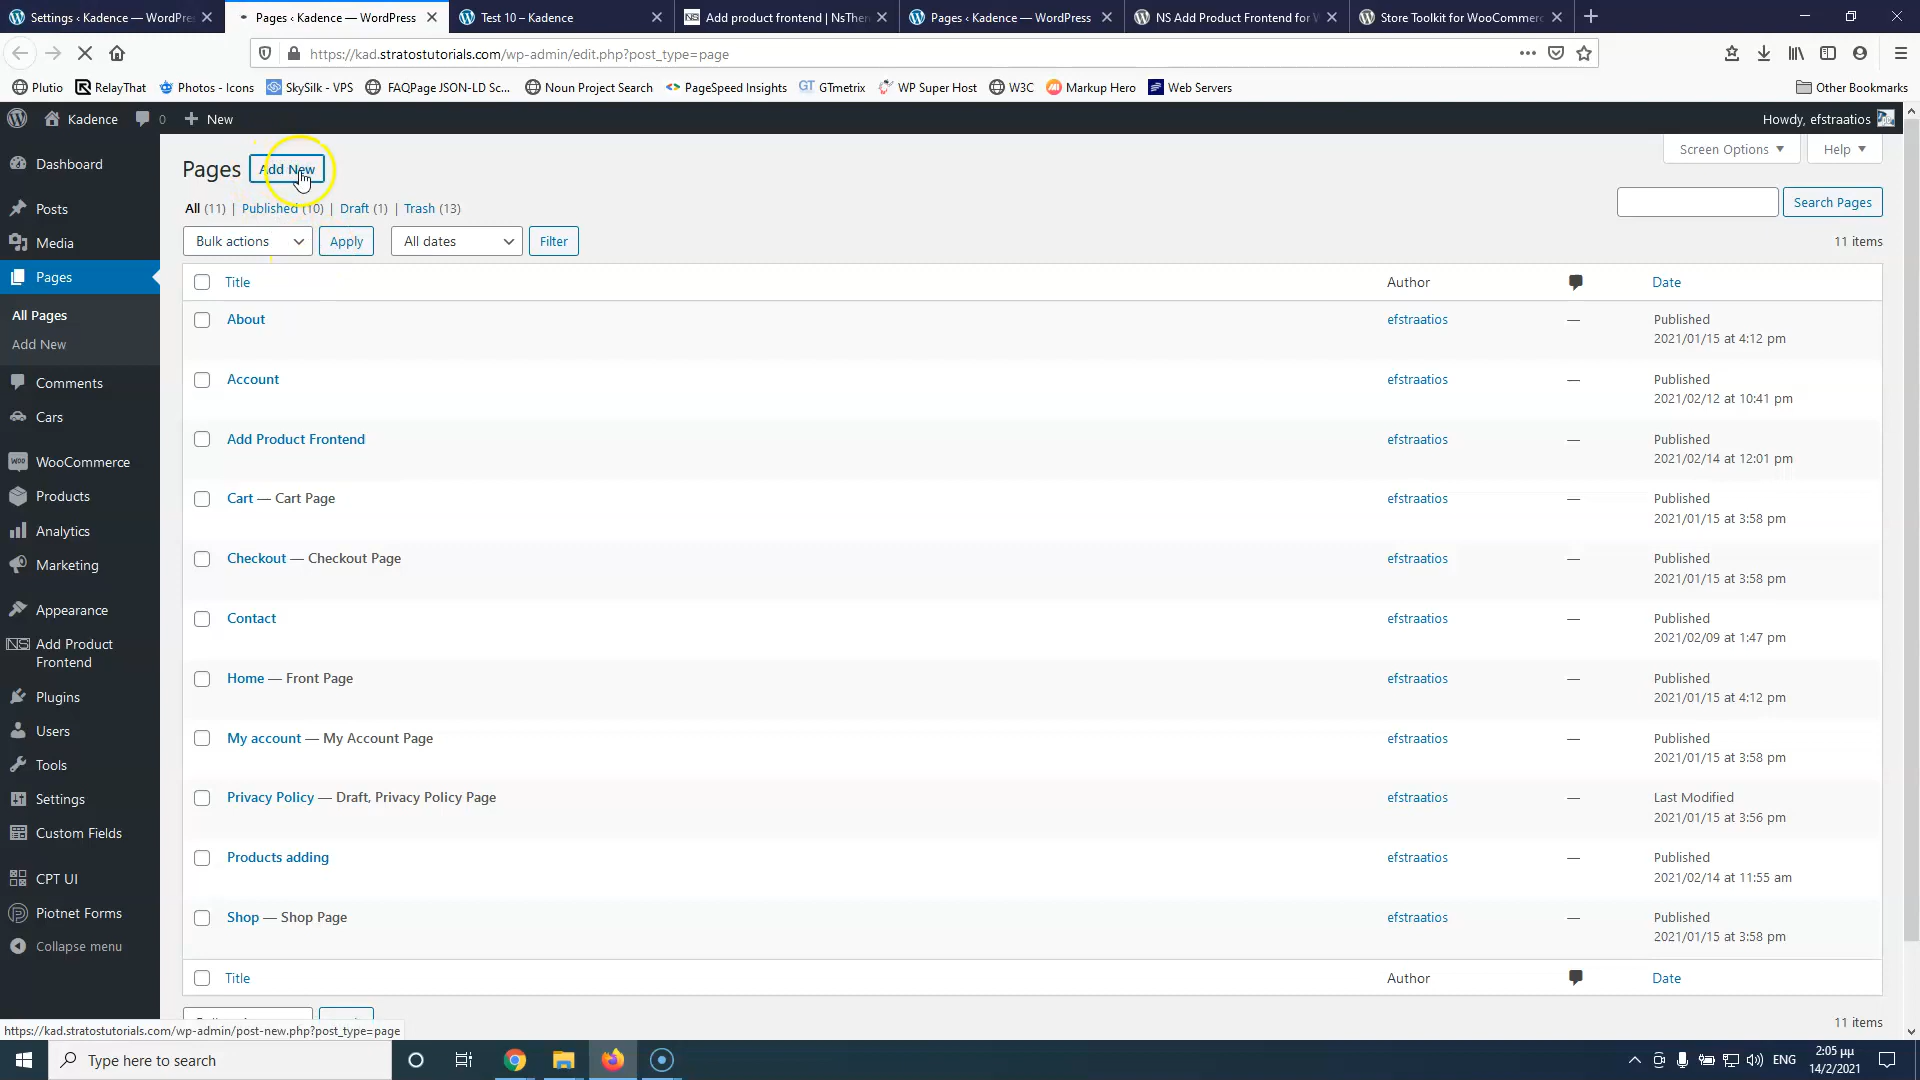 Settings ‹ Kadence — WordPre
Pages ‹ Kadence — WordPress
Test 10 – Kadence
Add product frontend | NsThem
Pages ‹ Kadence — WordPress
NS Add Product Frontend for W
Store Toolkit for WooCommerc
https://kad.stratostutorials.com/wp-admin/edit.php?post_type=page
Plutio
RelayThat
Photos - Icons
SkySilk - VPS
FAQPage JSON-LD Sc...
Noun Project Search
PageSpeed Insights
GTmetrix
WP Super Host
W3C
Markup Hero
Web Servers
Other Bookmarks
Kadence
0
New
Howdy, efstraatios
Dashboard
Posts
Media
Pages
All Pages
Add New
Comments
Cars
WooCommerce
Products
Analytics
Marketing
Appearance
Add Product
Frontend
Plugins
Users
Tools
Settings
Custom Fields
CPT UI
Piotnet Forms
Collapse menu
Screen Options
Help
Pages
Add New
All (11) | Published (10) | Draft (1) | Trash (13)
Search Pages
Bulk actions
Apply
All dates
Filter
11 items
Title
Author
Date
About
efstraatios
—
Published
2021/01/15 at 4:12 pm
Account
efstraatios
—
Published
2021/02/12 at 10:41 pm
Add Product Frontend
efstraatios
—
Published
2021/02/14 at 12:01 pm
Cart — Cart Page
efstraatios
—
Published
2021/01/15 at 3:58 pm
Checkout — Checkout Page
efstraatios
—
Published
2021/01/15 at 3:58 pm
Contact
efstraatios
—
Published
2021/02/09 at 1:47 pm
Home — Front Page
efstraatios
—
Published
2021/01/15 at 4:12 pm
My account — My Account Page
efstraatios
—
Published
2021/01/15 at 3:58 pm
Privacy Policy — Draft, Privacy Policy Page
efstraatios
—
Last Modified
2021/01/15 at 3:56 pm
Products adding
efstraatios
—
Published
2021/02/14 at 11:55 am
Shop — Shop Page
efstraatios
—
Published
2021/01/15 at 3:58 pm
Title
Author
Date
11 items
https://kad.stratostutorials.com/wp-admin/post-new.php?post_type=page
Type here to search
ENG
2:05 μμ
14/2/2021